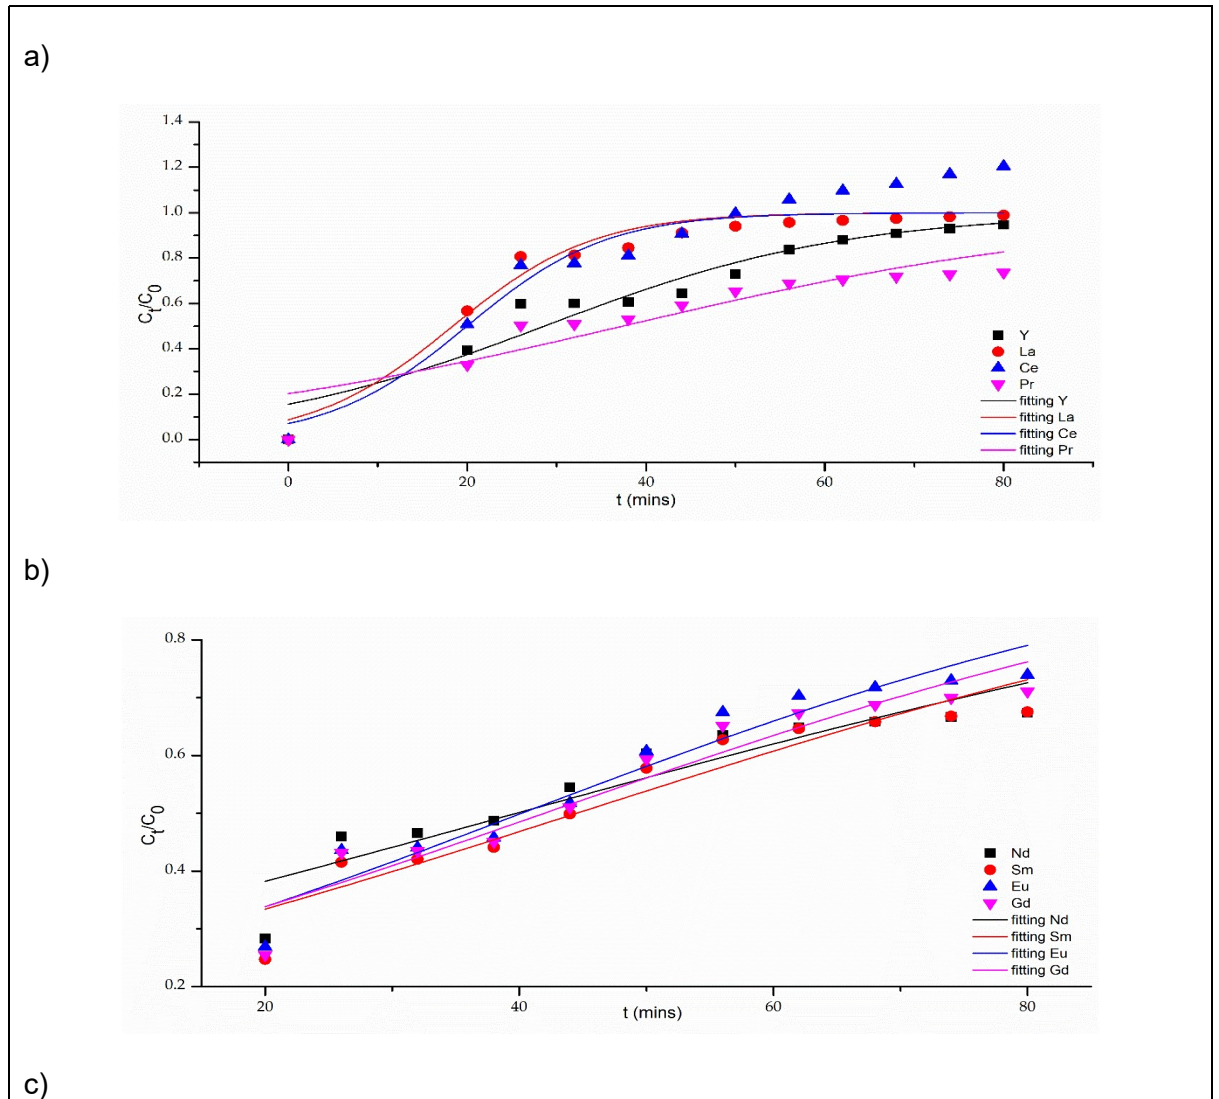 a)
1.4
1.2
1.0
0.8
0.6
0.4
0.2
0.0
Ct/C0
0
20
40
60
80
t (mins)
Y
La
Ce
Pr
fitting Y
fitting La
fitting Ce
fitting Pr
b)
0.8
0.6
0.4
0.2
Ct/C0
20
40
60
80
t (mins)
Nd
Sm
Eu
Gd
fitting Nd
fitting Sm
fitting Eu
fitting Gd
c)